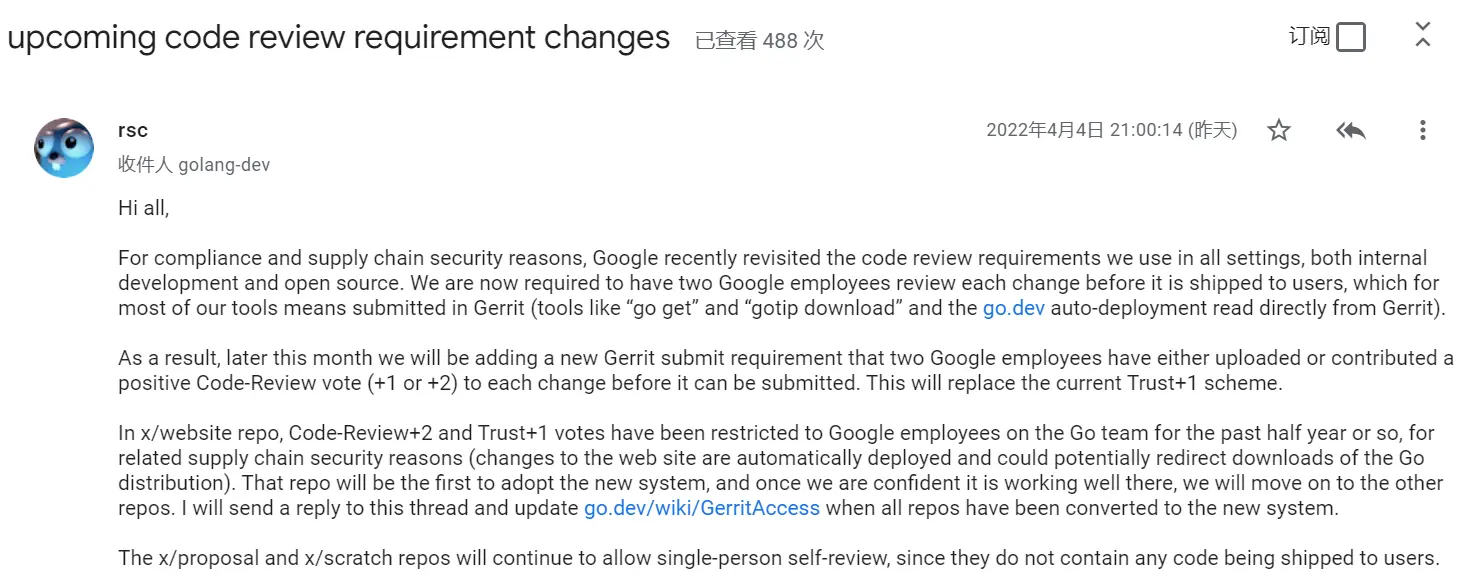 upcoming code review requirement changes 已查看 488 次 订阅
rsc 2022年4月4日 21:00:14 (昨天)
收件人 golang-dev
Hi all,
For compliance and supply chain security reasons, Google recently revisited the code review requirements we use in all settings, both internal
development and open source. We are now required to have two Google employees review each change before it is shipped to users, which for
most of our tools means submitted in Gerrit (tools like “go get” and “gotip download” and the go.dev auto-deployment read directly from Gerrit).
As a result, later this month we will be adding a new Gerrit submit requirement that two Google employees have either uploaded or contributed a
positive Code-Review vote (+1 or +2) to each change before it can be submitted. This will replace the current Trust+1 scheme.
In x/website repo, Code-Review+2 and Trust+1 votes have been restricted to Google employees on the Go team for the past half year or so, for
related supply chain security reasons (changes to the web site are automatically deployed and could potentially redirect downloads of the Go
distribution). That repo will be the first to adopt the new system, and once we are confident it is working well there, we will move on to the other
repos. I will send a reply to this thread and update go.dev/wiki/GerritAccess when all repos have been converted to the new system.
The x/proposal and x/scratch repos will continue to allow single-person self-review, since they do not contain any code being shipped to users.